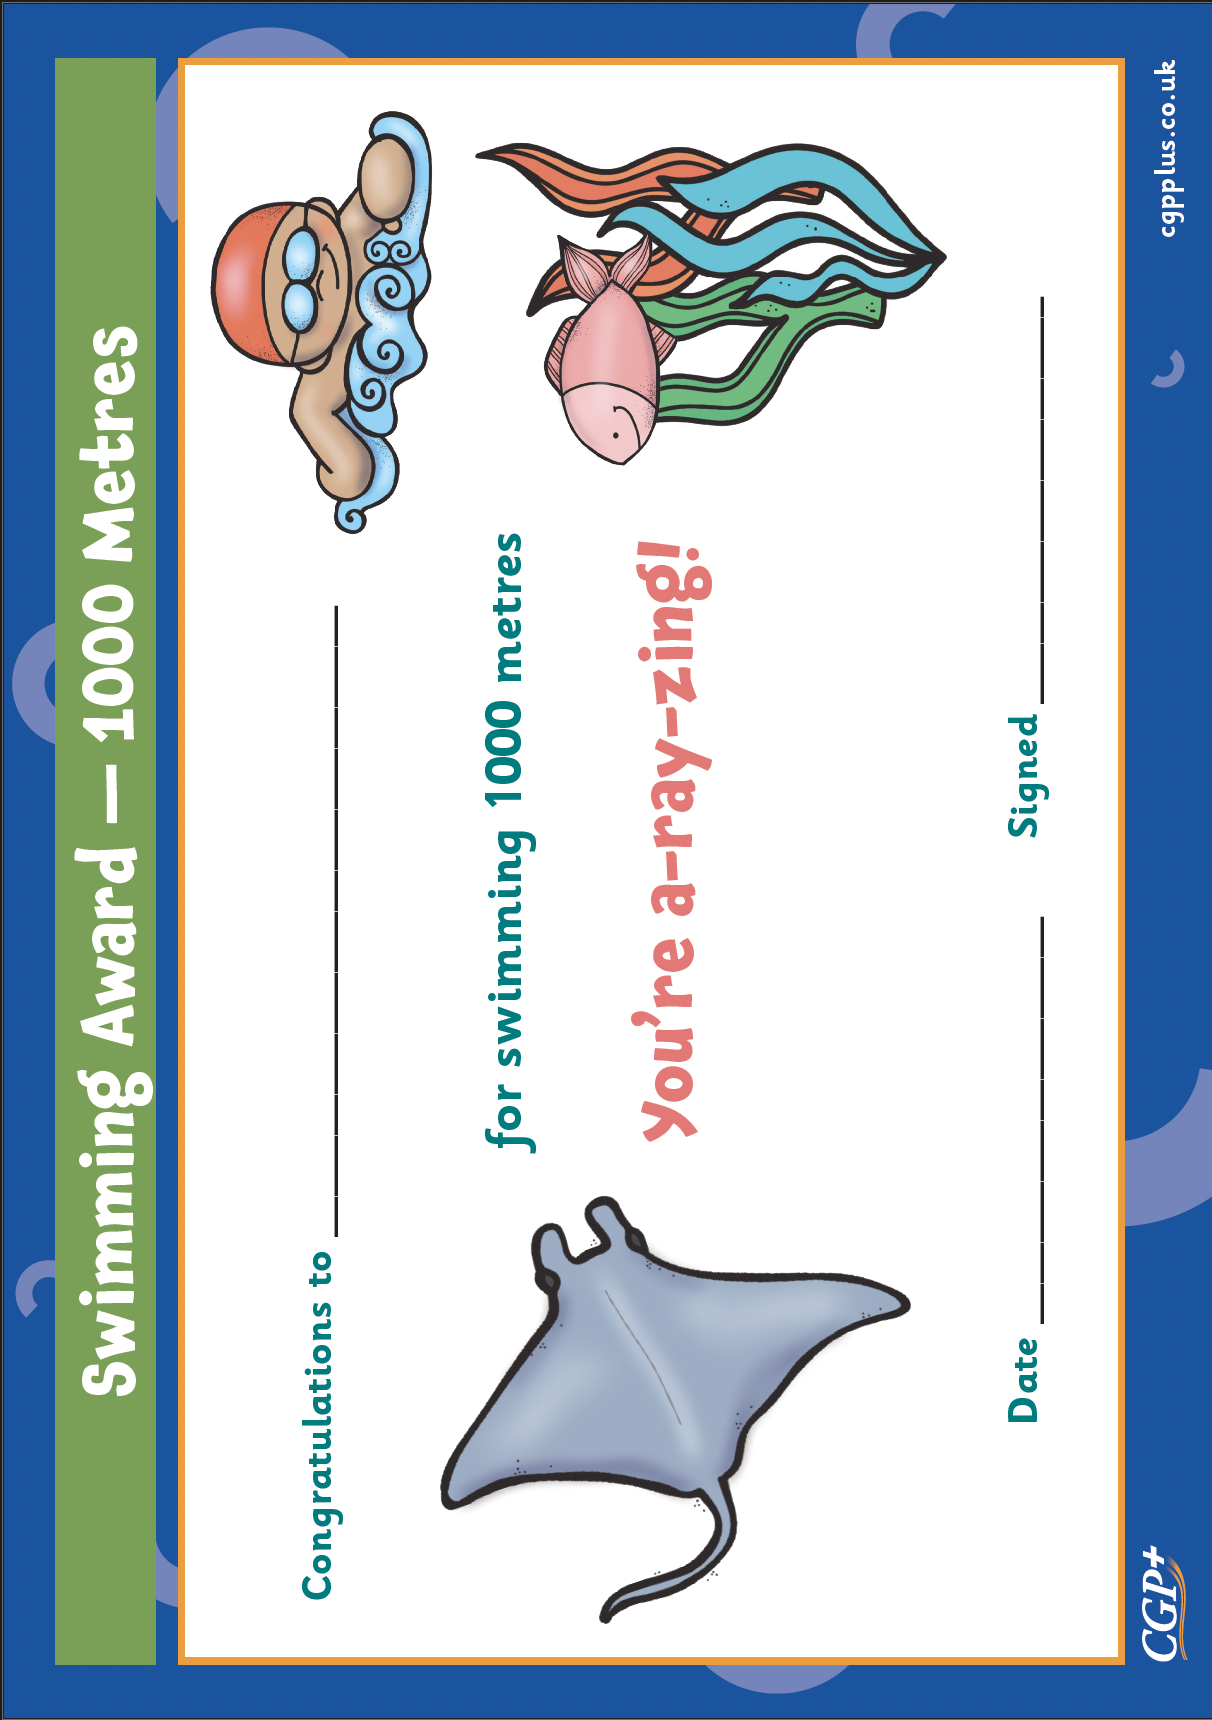 Swimming Award — 1000 Metres
Congratulations to
for swimming 1000 metres
You're a-ray-zing!
Date
Signed
CGP+
cgpplus.co.uk